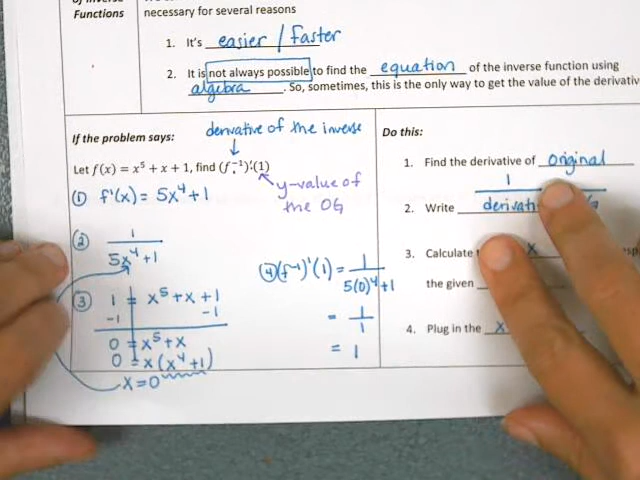 of Inverse
Functions
necessary for several reasons
1. It's easier / faster
2. It is not always possible to find the equation of the inverse function using
algebra. So, sometimes, this is the only way to get the value of the derivative
If the problem says:
derivative of the inverse
Let f(x) = x⁵ + x + 1, find (f⁻¹)'(1)
y-value of
the OG
① f'(x) = 5x⁴ + 1
② 1
5x⁴ + 1
③ 1 = x⁵ + x + 1
-1 -1
0 = x⁵ + x
0 = x(x⁴ + 1)
x = 0
④ (f⁻¹)'(1) = 1
5(0)⁴ + 1
= 1
1
= 1
Do this:
1. Find the derivative of original
1
2. Write
3. Calculate x
the given
4. Plug in the x